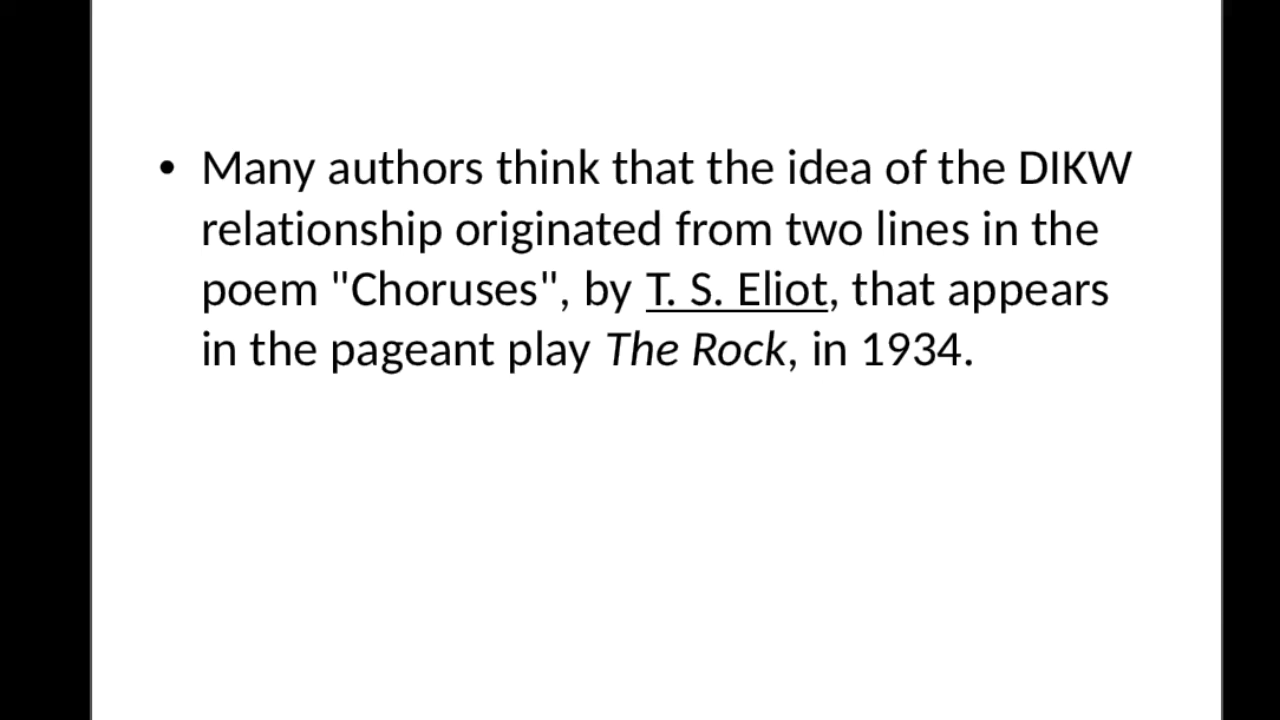 • Many authors think that the idea of the DIKW
relationship originated from two lines in the
poem "Choruses", by T. S. Eliot, that appears
in the pageant play The Rock, in 1934.